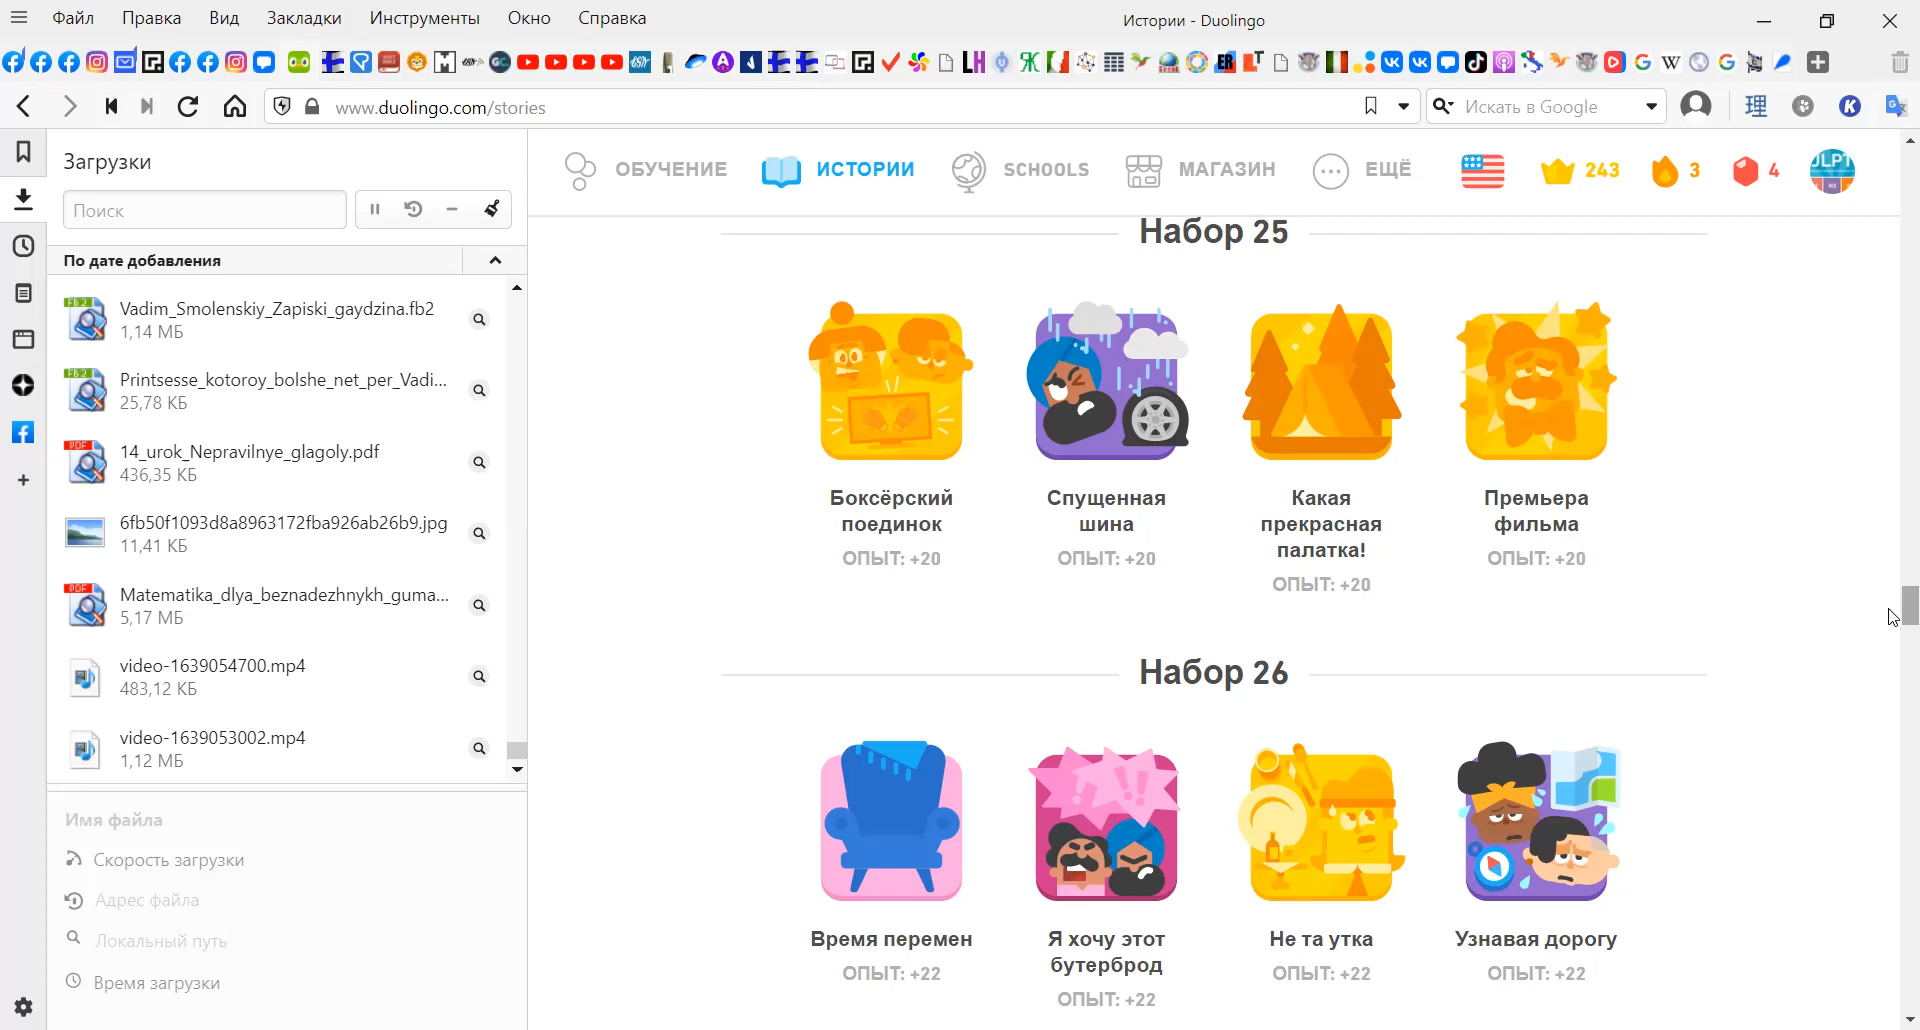 Файл Правка Вид Закладки Инструменты Окно Справка
Истории - Duolingo
www.duolingo.com/stories
Искать в Google
Загрузки
Поиск
По дате добавления
Vadim_Smolenskiy_Zapiski_gaydzina.fb2
1,14 МБ
Printsesse_kotoroy_bolshe_net_per_Vadi...
25,78 КБ
14_urok_Nepravilnye_glagoly.pdf
436,35 КБ
6fb50f1093d8a8963172fba926ab26b9.jpg
11,41 КБ
Matematika_dlya_beznadezhnykh_guma...
5,17 МБ
video-1639054700.mp4
483,12 КБ
video-1639053002.mp4
1,12 МБ
Имя файла
Скорость загрузки
Адрес файла
Локальный путь
Время загрузки
ОБУЧЕНИЕ ИСТОРИИ SCHOOLS МАГАЗИН ЕЩЁ 243 3 4
JLPT
N3
Набор 25
Боксёрский
поединок
ОПЫТ: +20
Спущенная
шина
ОПЫТ: +20
Какая
прекрасная
палатка!
ОПЫТ: +20
Премьера
фильма
ОПЫТ: +20
Набор 26
Время перемен
ОПЫТ: +22
Я хочу этот
бутерброд
ОПЫТ: +22
Не та утка
ОПЫТ: +22
Узнавая дорогу
ОПЫТ: +22